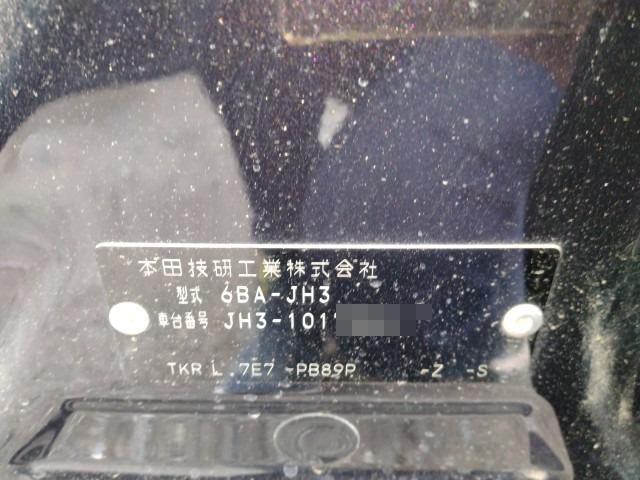 本田技研工業株式会社
型式 6BA-JH3
車台番号 JH3-101
TKR L .7E7 -PB89P -Z -S